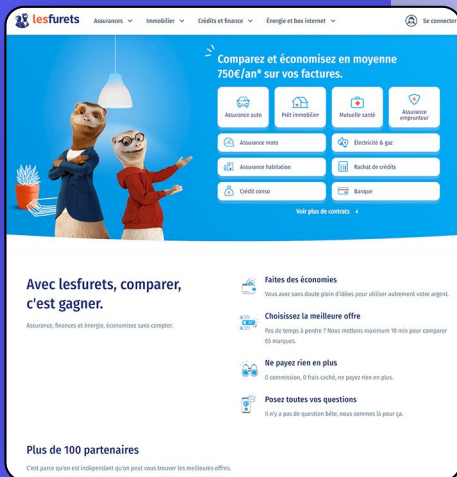 lesfurets
Assurances
Immobilier
Crédits et finance
Énergie et box internet
Se connecter
Comparez et économisez en moyenne
750€/an* sur vos factures.
Assurance auto
Prêt immobilier
Mutuelle santé
Assurance
emprunteur
Assurance moto
Électricité & gaz
Assurance habitation
Rachat de crédits
Crédit conso
Banque
Voir plus de contrats +
Avec lesfurets, comparer,
c'est gagner.
Assurance, finances et énergie, économisez sans compter.
Faites des économies
Vous avez sans doute plein d'idées pour utiliser autrement votre argent.
Choisissez la meilleure offre
Pas de temps à perdre ? Nous mettons maximum 10 min pour comparer
65 marques.
Ne payez rien en plus
0 commission, 0 frais caché, ne payez rien en plus.
Posez toutes vos questions
Il n'y a pas de question bête, nous sommes là pour ça.
Plus de 100 partenaires
C'est parce qu'on est indépendant qu'on peut vous trouver les meilleures offres.